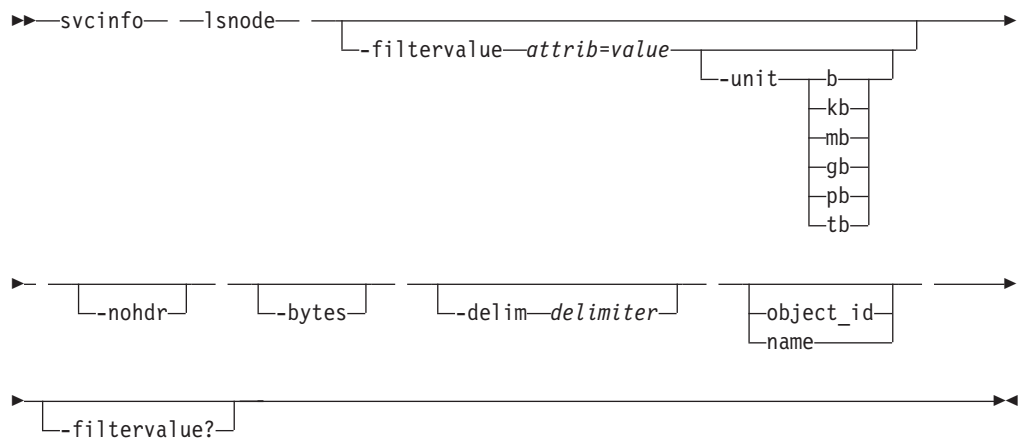 svcinfo lsnode
-filtervalue attrib=value
-unit b
kb
mb
gb
pb
tb
-nohdr -bytes -delim delimiter object_id
name
-filtervalue?